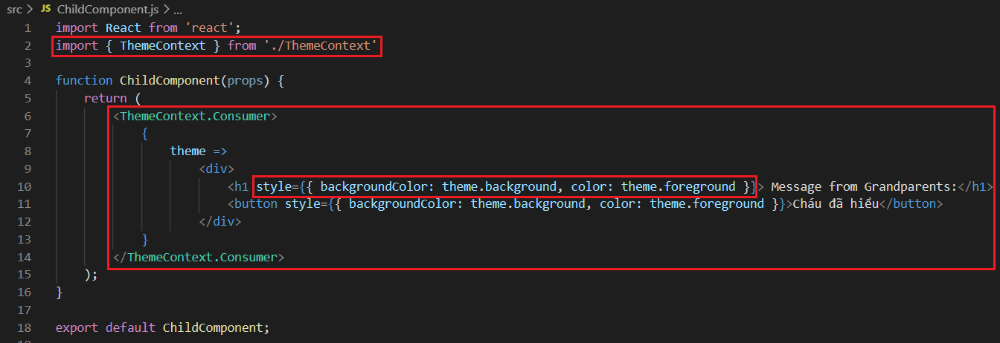 src > JS ChildComponent.js > ...
1 import React from 'react';
2 import { ThemeContext } from './ThemeContext'
3
4 function ChildComponent(props) {
5 return (
6 <ThemeContext.Consumer>
7 {
8 theme =>
9 <div>
10 <h1 style={{ backgroundColor: theme.background, color: theme.foreground }}> Message from Grandparents:</h1>
11 <button style={{ backgroundColor: theme.background, color: theme.foreground }}>Cháu đã hiểu</button>
12 </div>
13 }
14 </ThemeContext.Consumer>
15 );
16 }
17
18 export default ChildComponent;